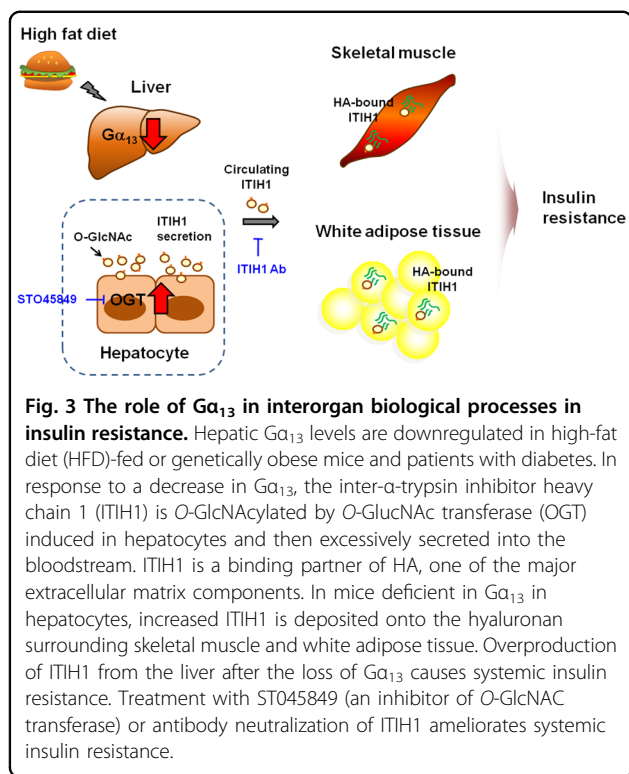 High fat diet
Liver
Gα13
Skeletal muscle
HA-bound
ITIH1
Circulating
ITIH1
O-GlcNAc
ITIH1
secretion
STO45849
OGT
Hepatocyte
ITIH1 Ab
White adipose tissue
HA-bound
ITIH1
Insulin
resistance
Fig. 3 The role of Gα13 in interorgan biological processes in
insulin resistance. Hepatic Gα13 levels are downregulated in high-fat
diet (HFD)-fed or genetically obese mice and patients with diabetes. In
response to a decrease in Gα13, the inter-α-trypsin inhibitor heavy
chain 1 (ITIH1) is O-GlcNAcylated by O-GlucNAc transferase (OGT)
induced in hepatocytes and then excessively secreted into the
bloodstream. ITIH1 is a binding partner of HA, one of the major
extracellular matrix components. In mice deficient in Gα13 in
hepatocytes, increased ITIH1 is deposited onto the hyaluronan
surrounding skeletal muscle and white adipose tissue. Overproduction
of ITIH1 from the liver after the loss of Gα13 causes systemic insulin
resistance. Treatment with ST045849 (an inhibitor of O-GlcNAC
transferase) or antibody neutralization of ITIH1 ameliorates systemic
insulin resistance.